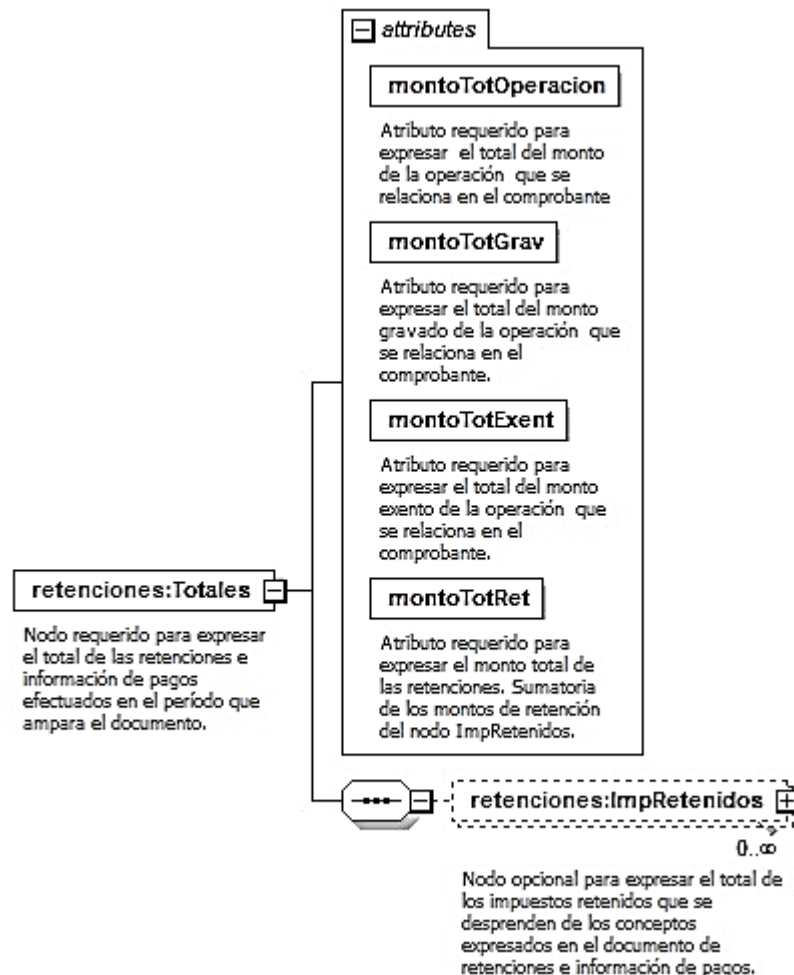 attributes
montoTotOperacion
Atributo requerido para
expresar el total del monto
de la operación que se
relaciona en el comprobante
montoTotGrav
Atributo requerido para
expresar el total del monto
gravado de la operación que
se relaciona en el
comprobante.
montoTotExent
Atributo requerido para
expresar el total del monto
exento de la operación que
se relaciona en el
comprobante.
montoTotRet
Atributo requerido para
expresar el monto total de
las retenciones. Sumatoria
de los montos de retención
del nodo ImpRetenidos.
retenciones:Totales
Nodo requerido para expresar
el total de las retenciones e
información de pagos
efectuados en el período que
ampara el documento.
retenciones:ImpRetenidos
0..∞
Nodo opcional para expresar el total de
los impuestos retenidos que se
desprenden de los conceptos
expresados en el documento de
retenciones e información de pagos.